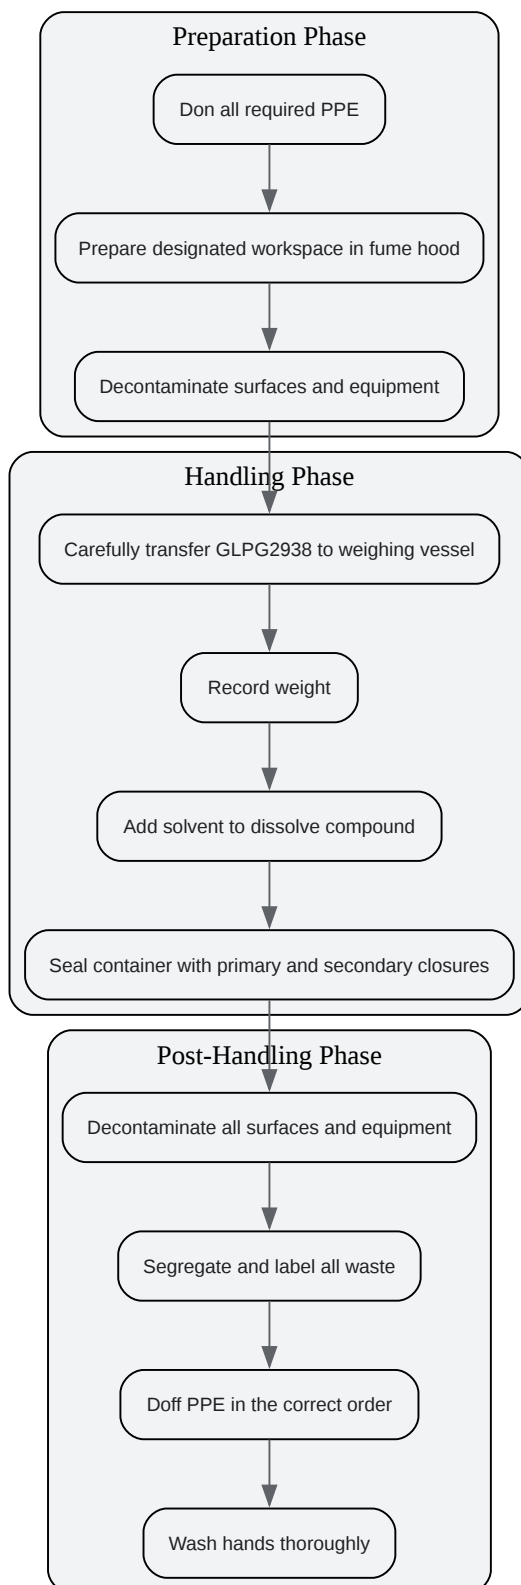 Preparation Phase
Don all required PPE
Prepare designated workspace in fume hood
Decontaminate surfaces and equipment
Handling Phase
Carefully transfer GLPG2938 to weighing vessel
Record weight
Add solvent to dissolve compound
Seal container with primary and secondary closures
Post-Handling Phase
Decontaminate all surfaces and equipment
Segregate and label all waste
Doff PPE in the correct order
Wash hands thoroughly